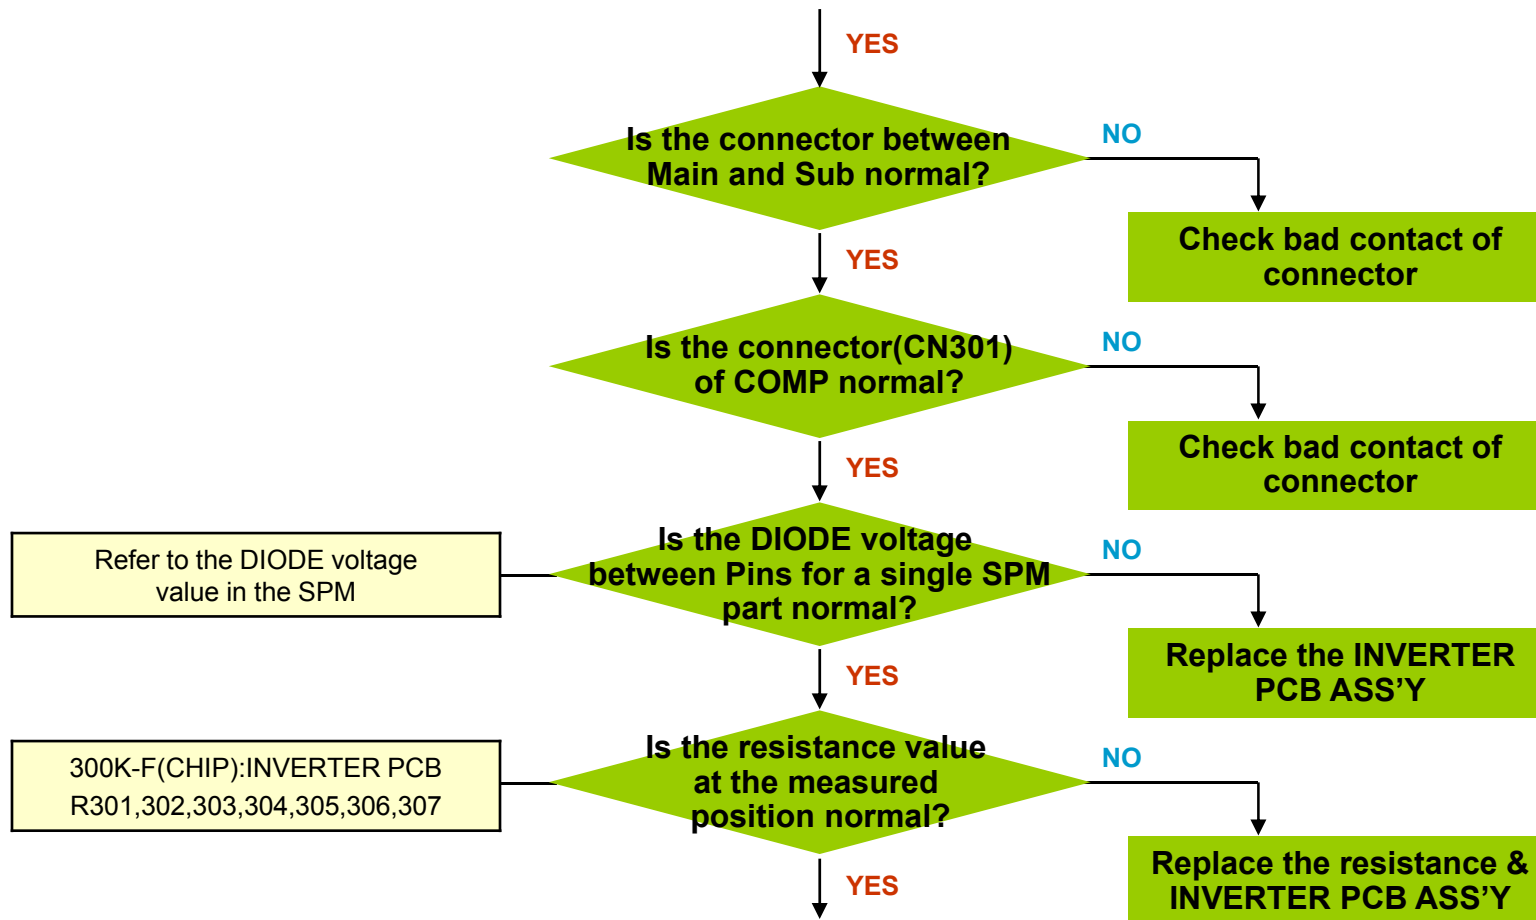 YES
Is the connector between
Main and Sub normal?
NO
Check bad contact of
connector
YES
Is the connector(CN301)
of COMP normal?
NO
Check bad contact of
connector
YES
Refer to the DIODE voltage
value in the SPM
Is the DIODE voltage
between Pins for a single SPM
part normal?
NO
Replace the INVERTER
PCB ASS’Y
YES
300K-F(CHIP):INVERTER PCB
R301,302,303,304,305,306,307
Is the resistance value
at the measured
position normal?
NO
Replace the resistance &
INVERTER PCB ASS’Y
YES